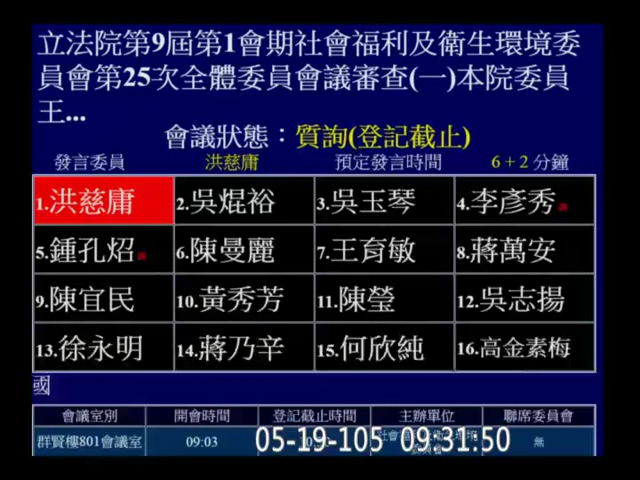 立法院第9屆第1會期社會福利及衛生環境委
員會第25次全體委員會議審查(一)本院委員
王...
會議狀態：質詢(登記截止)
發言委員 洪慈庸 預定發言時間 6 + 2 分鐘
1.洪慈庸 2.吳焜裕 3.吳玉琴 4.李彥秀
5.鍾孔炤 6.陳曼麗 7.王育敏 8.蔣萬安
9.陳宜民 10.黃秀芳 11.陳瑩 12.吳志揚
13.徐永明 14.蔣乃辛 15.何欣純 16.高金素梅
國
會議室別 開會時間 登記截止時間 主辦單位 聯席委員會
群賢樓801會議室 09:03 無
05-19-105 09:31:50